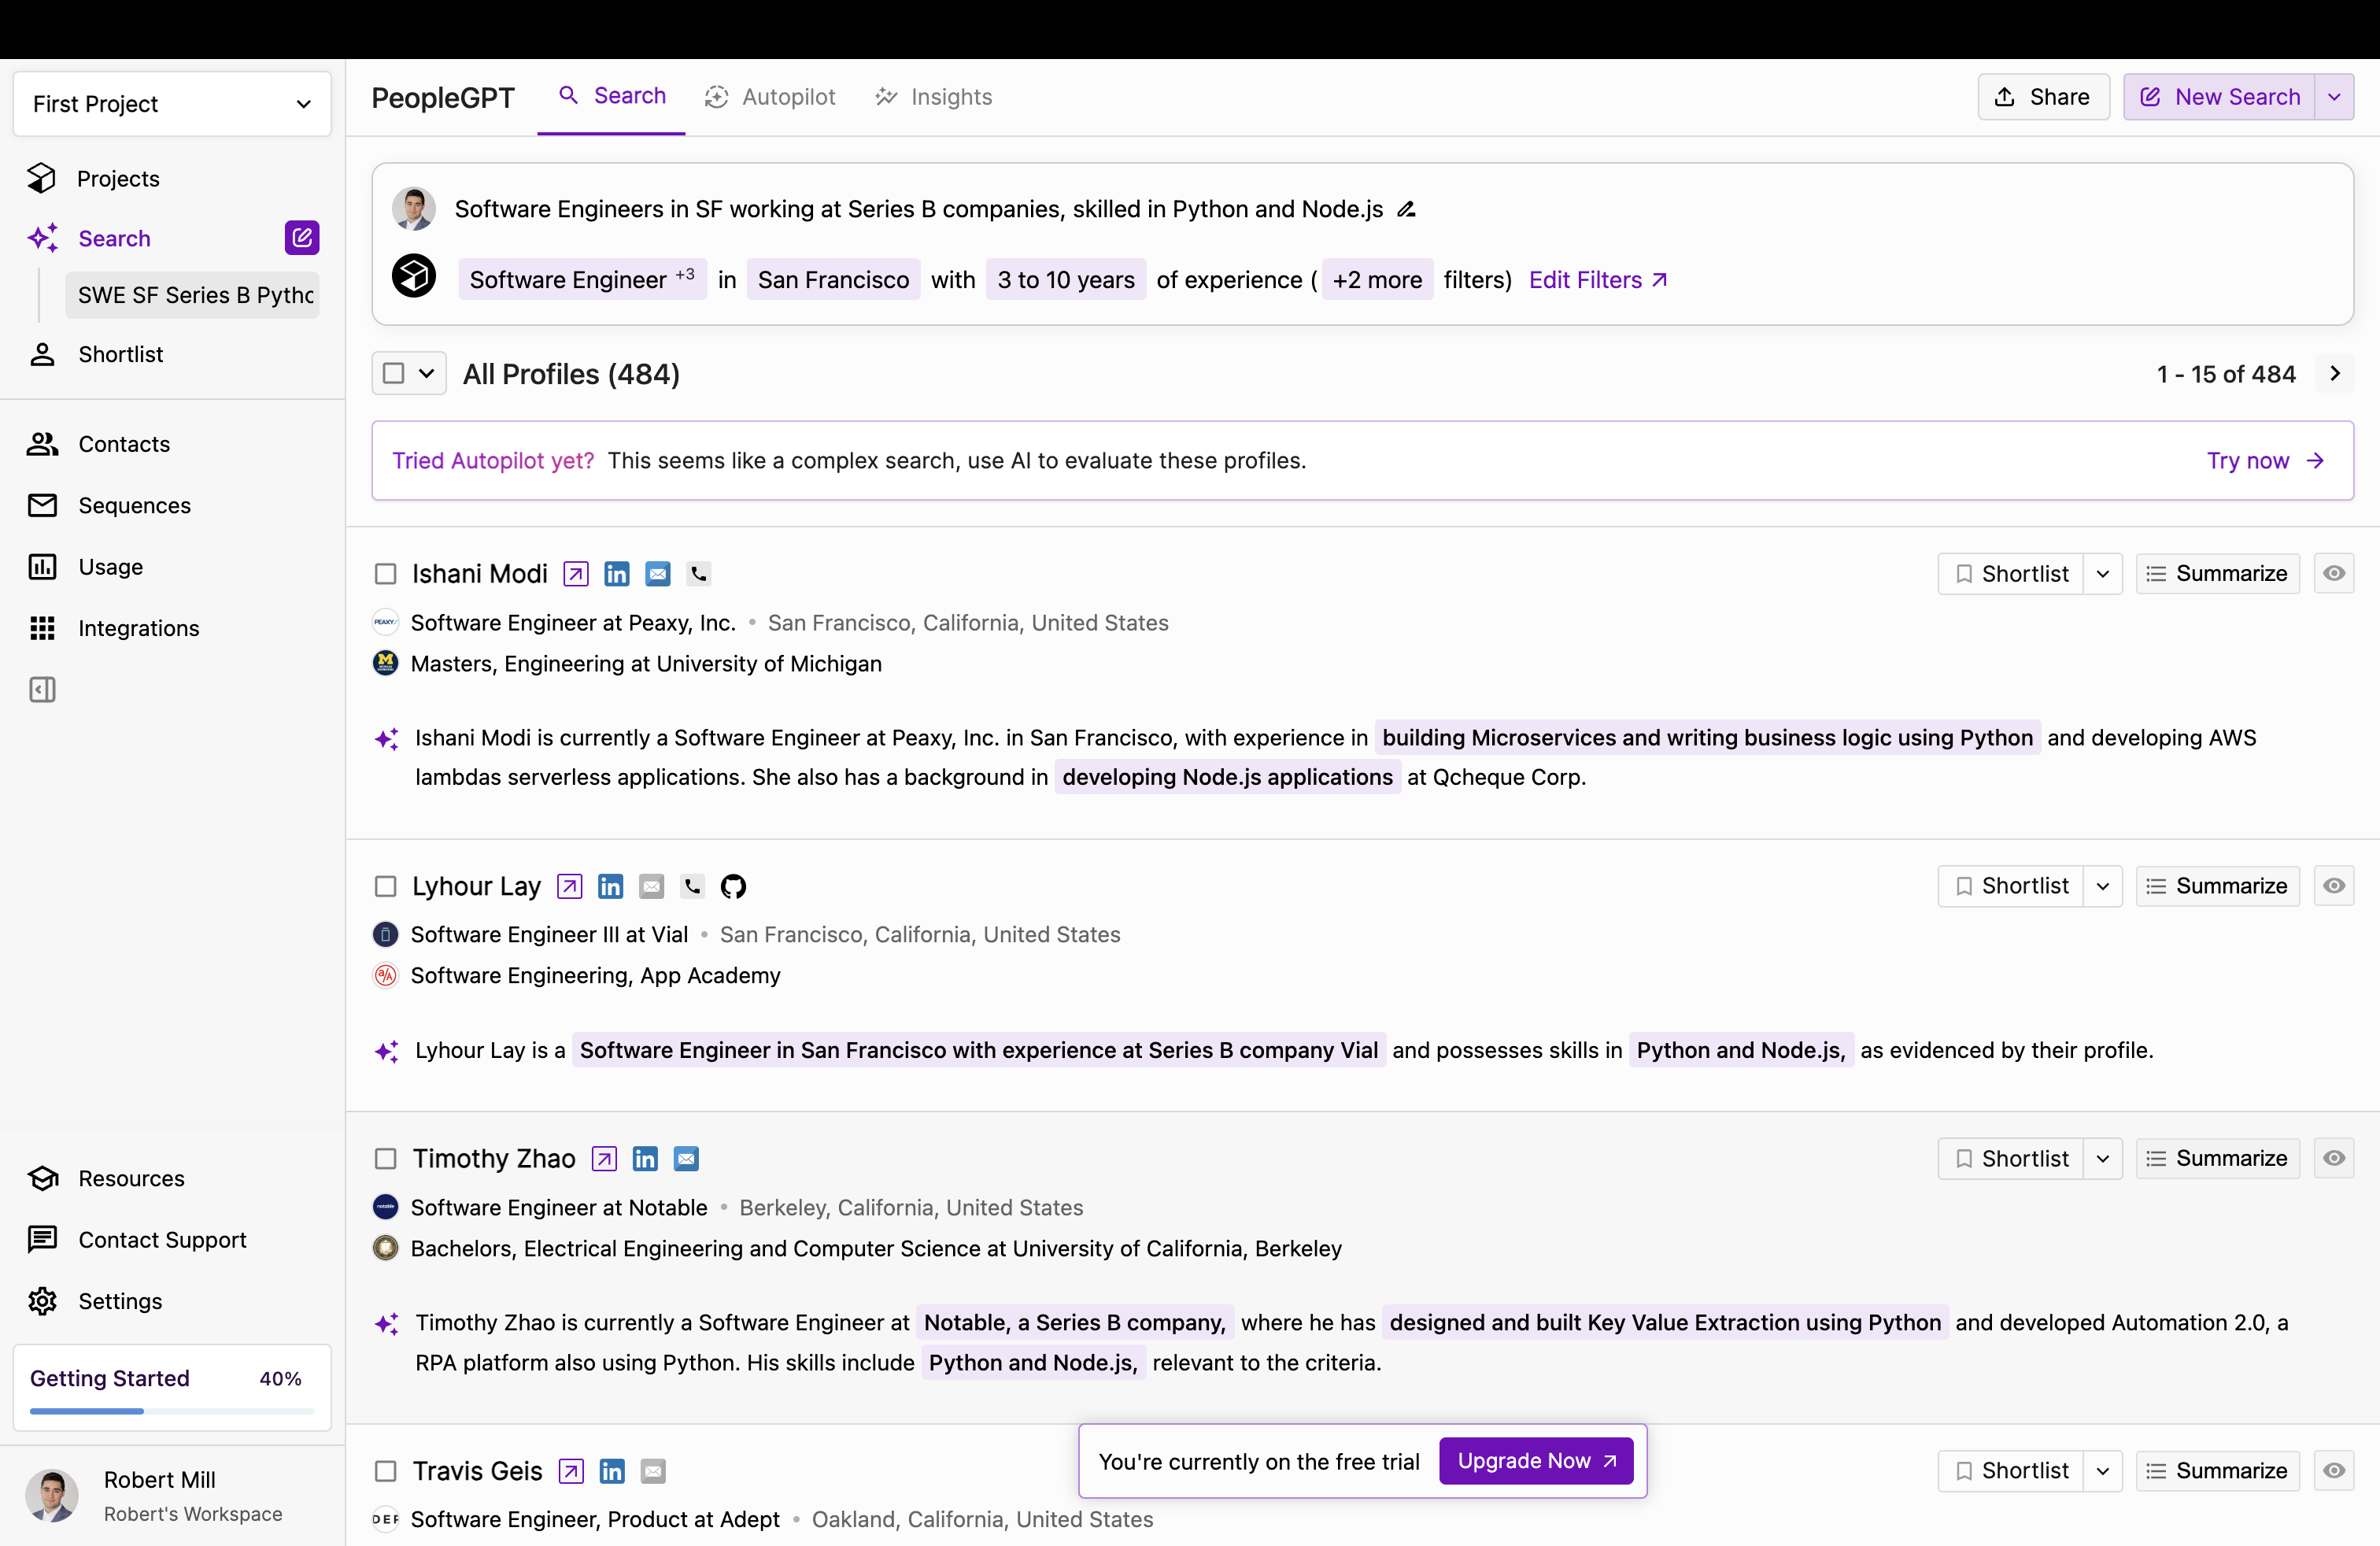 First Project
Projects
Search
SWE SF Series B Pytho
Shortlist
Contacts
Sequences
Usage
Integrations
Resources
Contact Support
Settings
Getting Started 40%
Robert Mill
Robert's Workspace
PeopleGPT Search Autopilot Insights Share New Search
Software Engineers in SF working at Series B companies, skilled in Python and Node.js
Software Engineer +3 in San Francisco with 3 to 10 years of experience ( +2 more filters) Edit Filters
All Profiles (484) 1 - 15 of 484
Tried Autopilot yet? This seems like a complex search, use AI to evaluate these profiles. Try now
Ishani Modi in Shortlist Summarize
PEAXY Software Engineer at Peaxy, Inc. • San Francisco, California, United States
M Masters, Engineering at University of Michigan
Ishani Modi is currently a Software Engineer at Peaxy, Inc. in San Francisco, with experience in building Microservices and writing business logic using Python and developing AWS
lambdas serverless applications. She also has a background in developing Node.js applications at Qcheque Corp.
Lyhour Lay in Shortlist Summarize
Software Engineer III at Vial • San Francisco, California, United States
a/A Software Engineering, App Academy
Lyhour Lay is a Software Engineer in San Francisco with experience at Series B company Vial and possesses skills in Python and Node.js, as evidenced by their profile.
Timothy Zhao in Shortlist Summarize
notable Software Engineer at Notable • Berkeley, California, United States
Bachelors, Electrical Engineering and Computer Science at University of California, Berkeley
Timothy Zhao is currently a Software Engineer at Notable, a Series B company, where he has designed and built Key Value Extraction using Python and developed Automation 2.0, a
RPA platform also using Python. His skills include Python and Node.js, relevant to the criteria.
Travis Geis in Shortlist Summarize
DEP Software Engineer, Product at Adept • Oakland, California, United States
You're currently on the free trial Upgrade Now